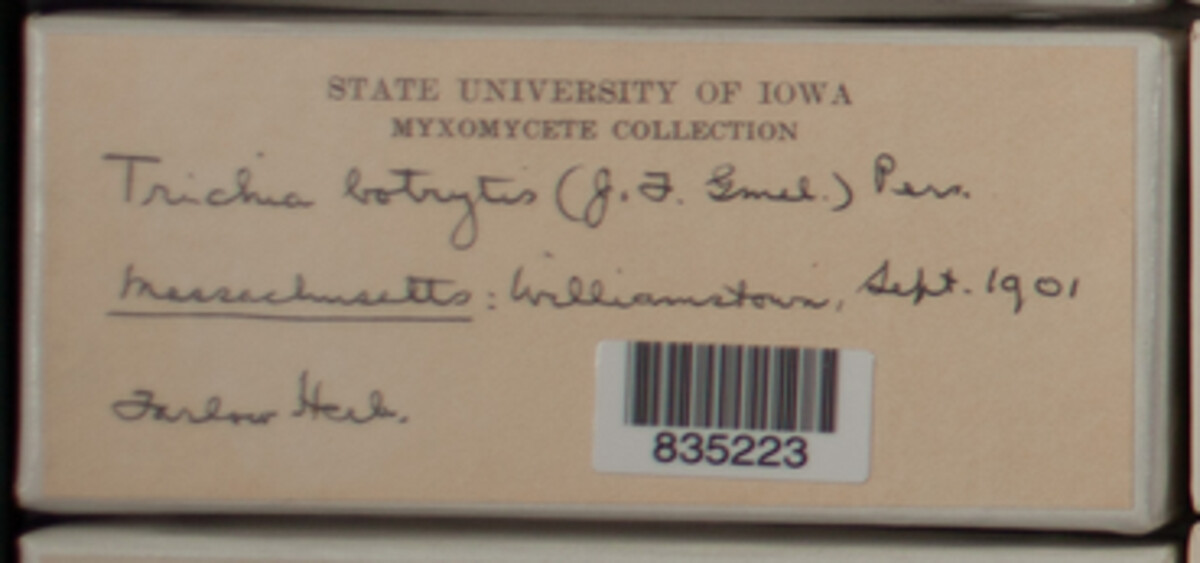 STATE UNIVERSITY OF IOWA
MYXOMYCETE COLLECTION
Trichia botrytis (J. F. Gmel.) Pers.
Massachusetts: Williamstown, Sept. 1901
Farlow Herb.
835223